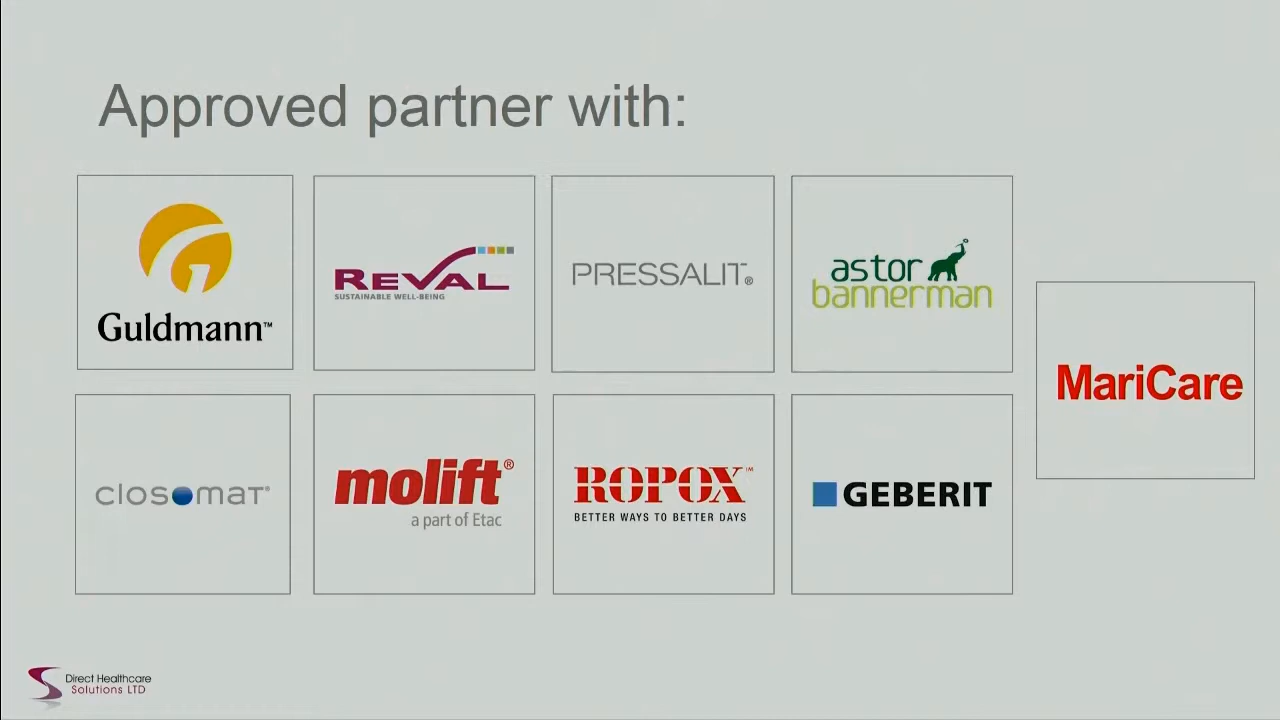 Approved partner with:
Guldmann™
REVAL
SUSTAINABLE WELL-BEING
PRESSALIT®
astor
bannerman
MariCare
closomat®
molift®
a part of Etac
ROPOX™
BETTER WAYS TO BETTER DAYS
GEBERIT
Direct Healthcare
Solutions LTD